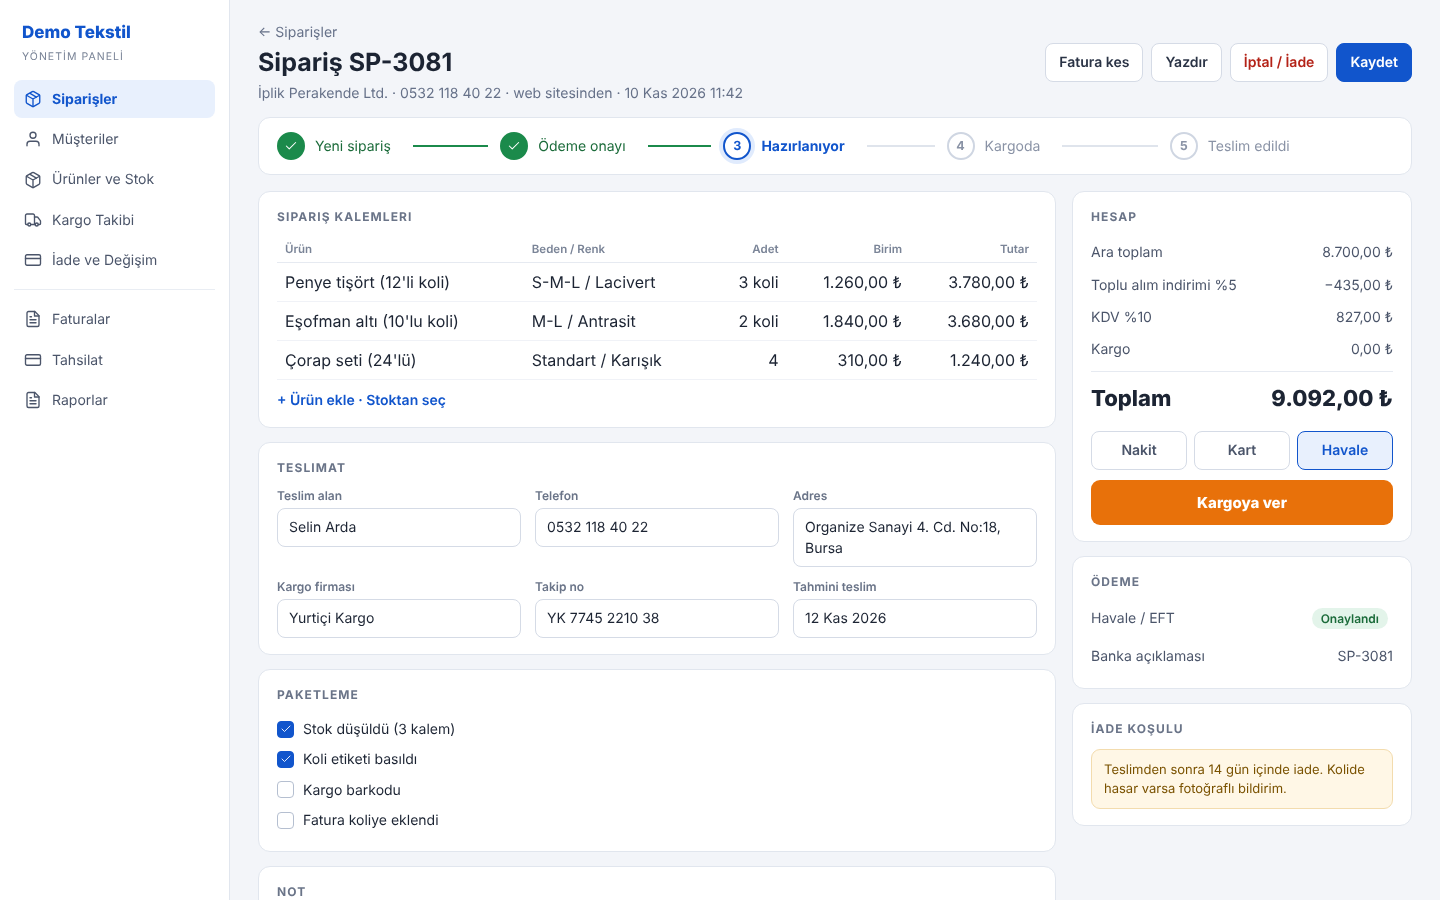 Demo Tekstil
YÖNETİM PANELİ
Siparişler
Müşteriler
Ürünler ve Stok
Kargo Takibi
İade ve Değişim
Faturalar
Tahsilat
Raporlar
← Siparişler
Sipariş SP-3081
İplik Perakende Ltd. · 0532 118 40 22 · web sitesinden · 10 Kas 2026 11:42
Fatura kes
Yazdır
İptal / İade
Kaydet
Yeni sipariş
Ödeme onayı
3 Hazırlanıyor
4 Kargoda
5 Teslim edildi
SIPARIŞ KALEMLERI
Ürün Beden / Renk Adet Birim Tutar
Penye tişört (12'li koli) S-M-L / Lacivert 3 koli 1.260,00 ₺ 3.780,00 ₺
Eşofman altı (10'lu koli) M-L / Antrasit 2 koli 1.840,00 ₺ 3.680,00 ₺
Çorap seti (24'lü) Standart / Karışık 4 310,00 ₺ 1.240,00 ₺
+ Ürün ekle · Stoktan seç
TESLIMAT
Teslim alan Telefon Adres
Selin Arda
0532 118 40 22
Organize Sanayi 4. Cd. No:18,
Bursa
Kargo firması Takip no Tahmini teslim
Yurtiçi Kargo
YK 7745 2210 38
12 Kas 2026
PAKETLEME
Stok düşüldü (3 kalem)
Koli etiketi basıldı
Kargo barkodu
Fatura koliye eklendi
NOT
HESAP
Ara toplam 8.700,00 ₺
Toplu alım indirimi %5 −435,00 ₺
KDV %10 827,00 ₺
Kargo 0,00 ₺
Toplam 9.092,00 ₺
Nakit
Kart
Havale
Kargoya ver
ÖDEME
Havale / EFT Onaylandı
Banka açıklaması SP-3081
İADE KOŞULU
Teslimden sonra 14 gün içinde iade. Kolide
hasar varsa fotoğraflı bildirim.